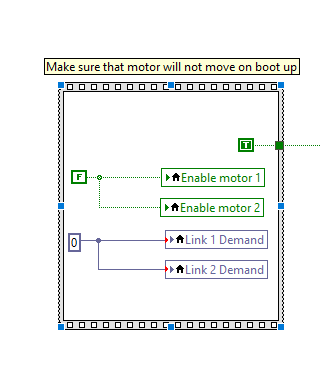 Make sure that motor will not move on boot up
T
F
Enable motor 1
Enable motor 2
0
Link 1 Demand
Link 2 Demand